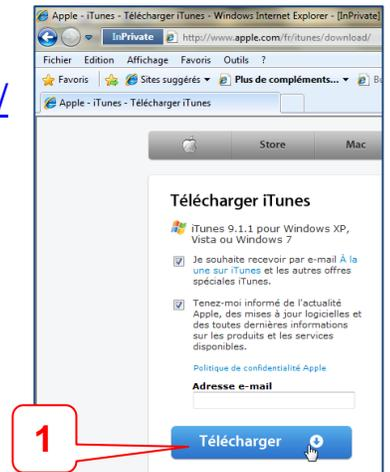 Apple - iTunes - Télécharger iTunes - Windows Internet Explorer - [InPrivate]
InPrivate http://www.apple.com/fr/itunes/download/
Fichier Edition Affichage Favoris Outils ?
Favoris Sites suggérés Plus de compléments...
Apple - iTunes - Télécharger iTunes
/
Store Mac
Télécharger iTunes
iTunes 9.1.1 pour Windows XP,
Vista ou Windows 7
Je souhaite recevoir par e-mail À la
une sur iTunes et les autres offres
spéciales iTunes.
Tenez-moi informé de l'actualité
Apple, des mises à jour logicielles et
des toutes dernières informations
sur les produits et les services
disponibles.
Politique de confidentialité Apple
Adresse e-mail
1
Télécharger